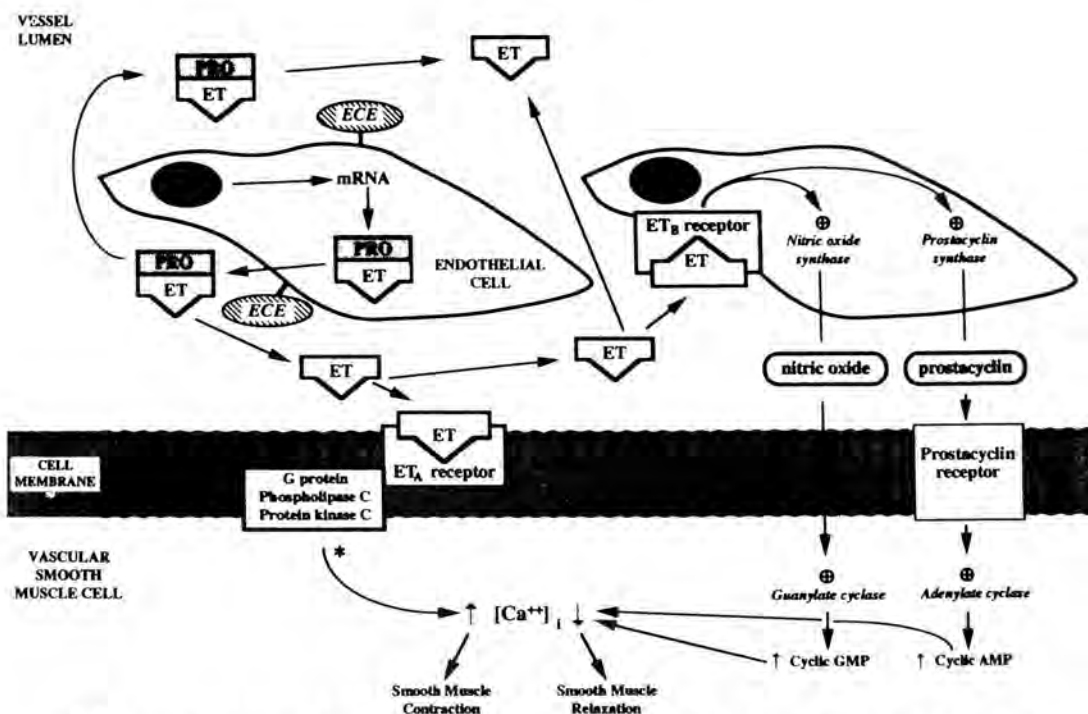 VESSEL
LUMEN
PRO
ET
ET
ECE
mRNA
PRO
ET
ENDOTHELIAL
CELL
PRO
ET
ECE
ET
ET
ET_B receptor
ET
⊕
Nitric oxide
synthase
⊕
Prostacyclin
synthase
nitric oxide
prostacyclin
CELL
MEMBRANE
ET
ET_A receptor
G protein
Phospholipase C
Protein kinase C
Prostacyclin
receptor
VASCULAR
SMOOTH
MUSCLE CELL
*
⊕
Guanylate cyclase
⊕
Adenylate cyclase
↑ [Ca++]i ↓
↑ Cyclic GMP
↑ Cyclic AMP
Smooth Muscle
Contraction
Smooth Muscle
Relaxation